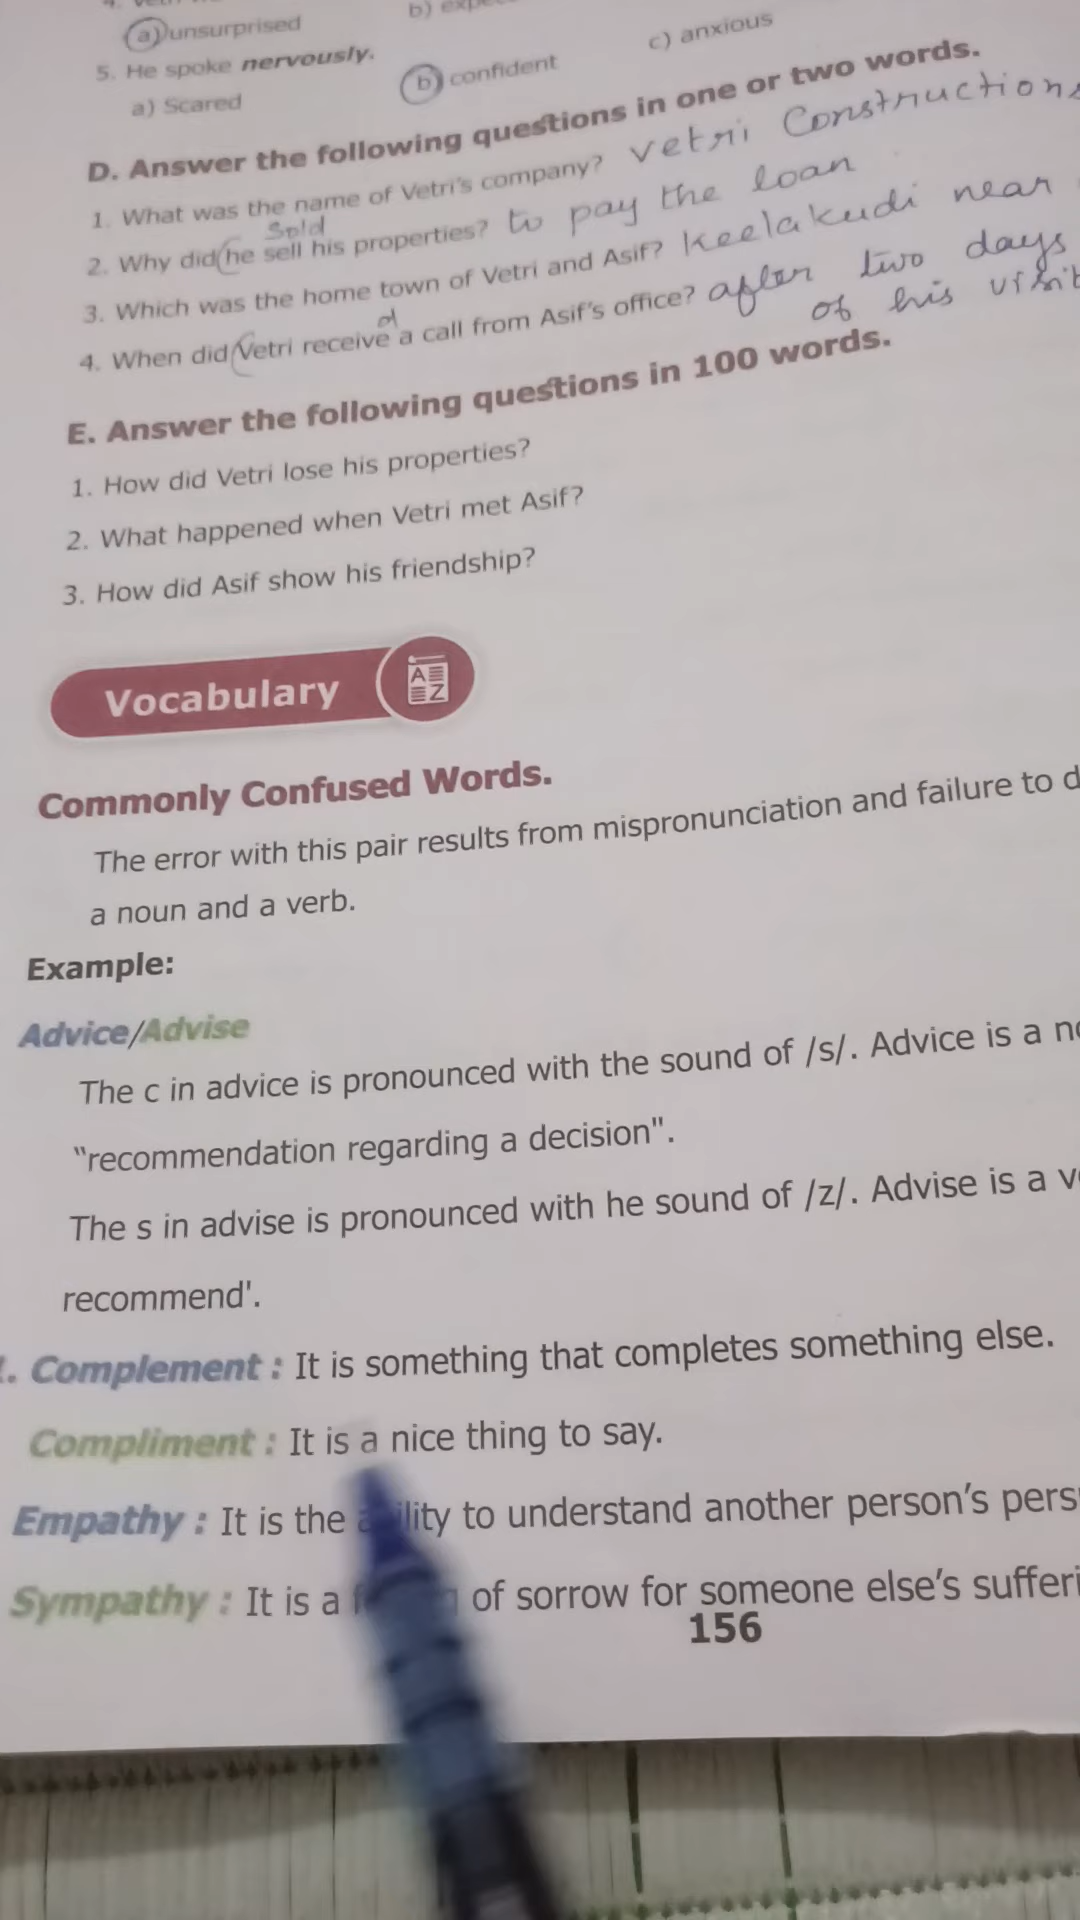 a) unsurprised
b)
5. He spoke nervously.
a) Scared
b) confident
c) anxious
D. Answer the following questions in one or two words.
1. What was the name of Vetri's company? Vetri Constructions
Sold
2. Why did he sell his properties? to pay the loan
3. Which was the home town of Vetri and Asif? Keelakudi near
d
4. When did Vetri receive a call from Asif's office? after two days
of his visit
E. Answer the following questions in 100 words.
1. How did Vetri lose his properties?
2. What happened when Vetri met Asif?
3. How did Asif show his friendship?
Vocabulary
A
Z
Commonly Confused Words.
The error with this pair results from mispronunciation and failure to d
a noun and a verb.
Example:
Advice/Advise
The c in advice is pronounced with the sound of /s/. Advice is a no
"recommendation regarding a decision".
The s in advise is pronounced with he sound of /z/. Advise is a ve
recommend'.
. Complement : It is something that completes something else.
Compliment : It is a nice thing to say.
Empathy : It is the ability to understand another person's pers
Sympathy : It is a of sorrow for someone else's sufferi
156